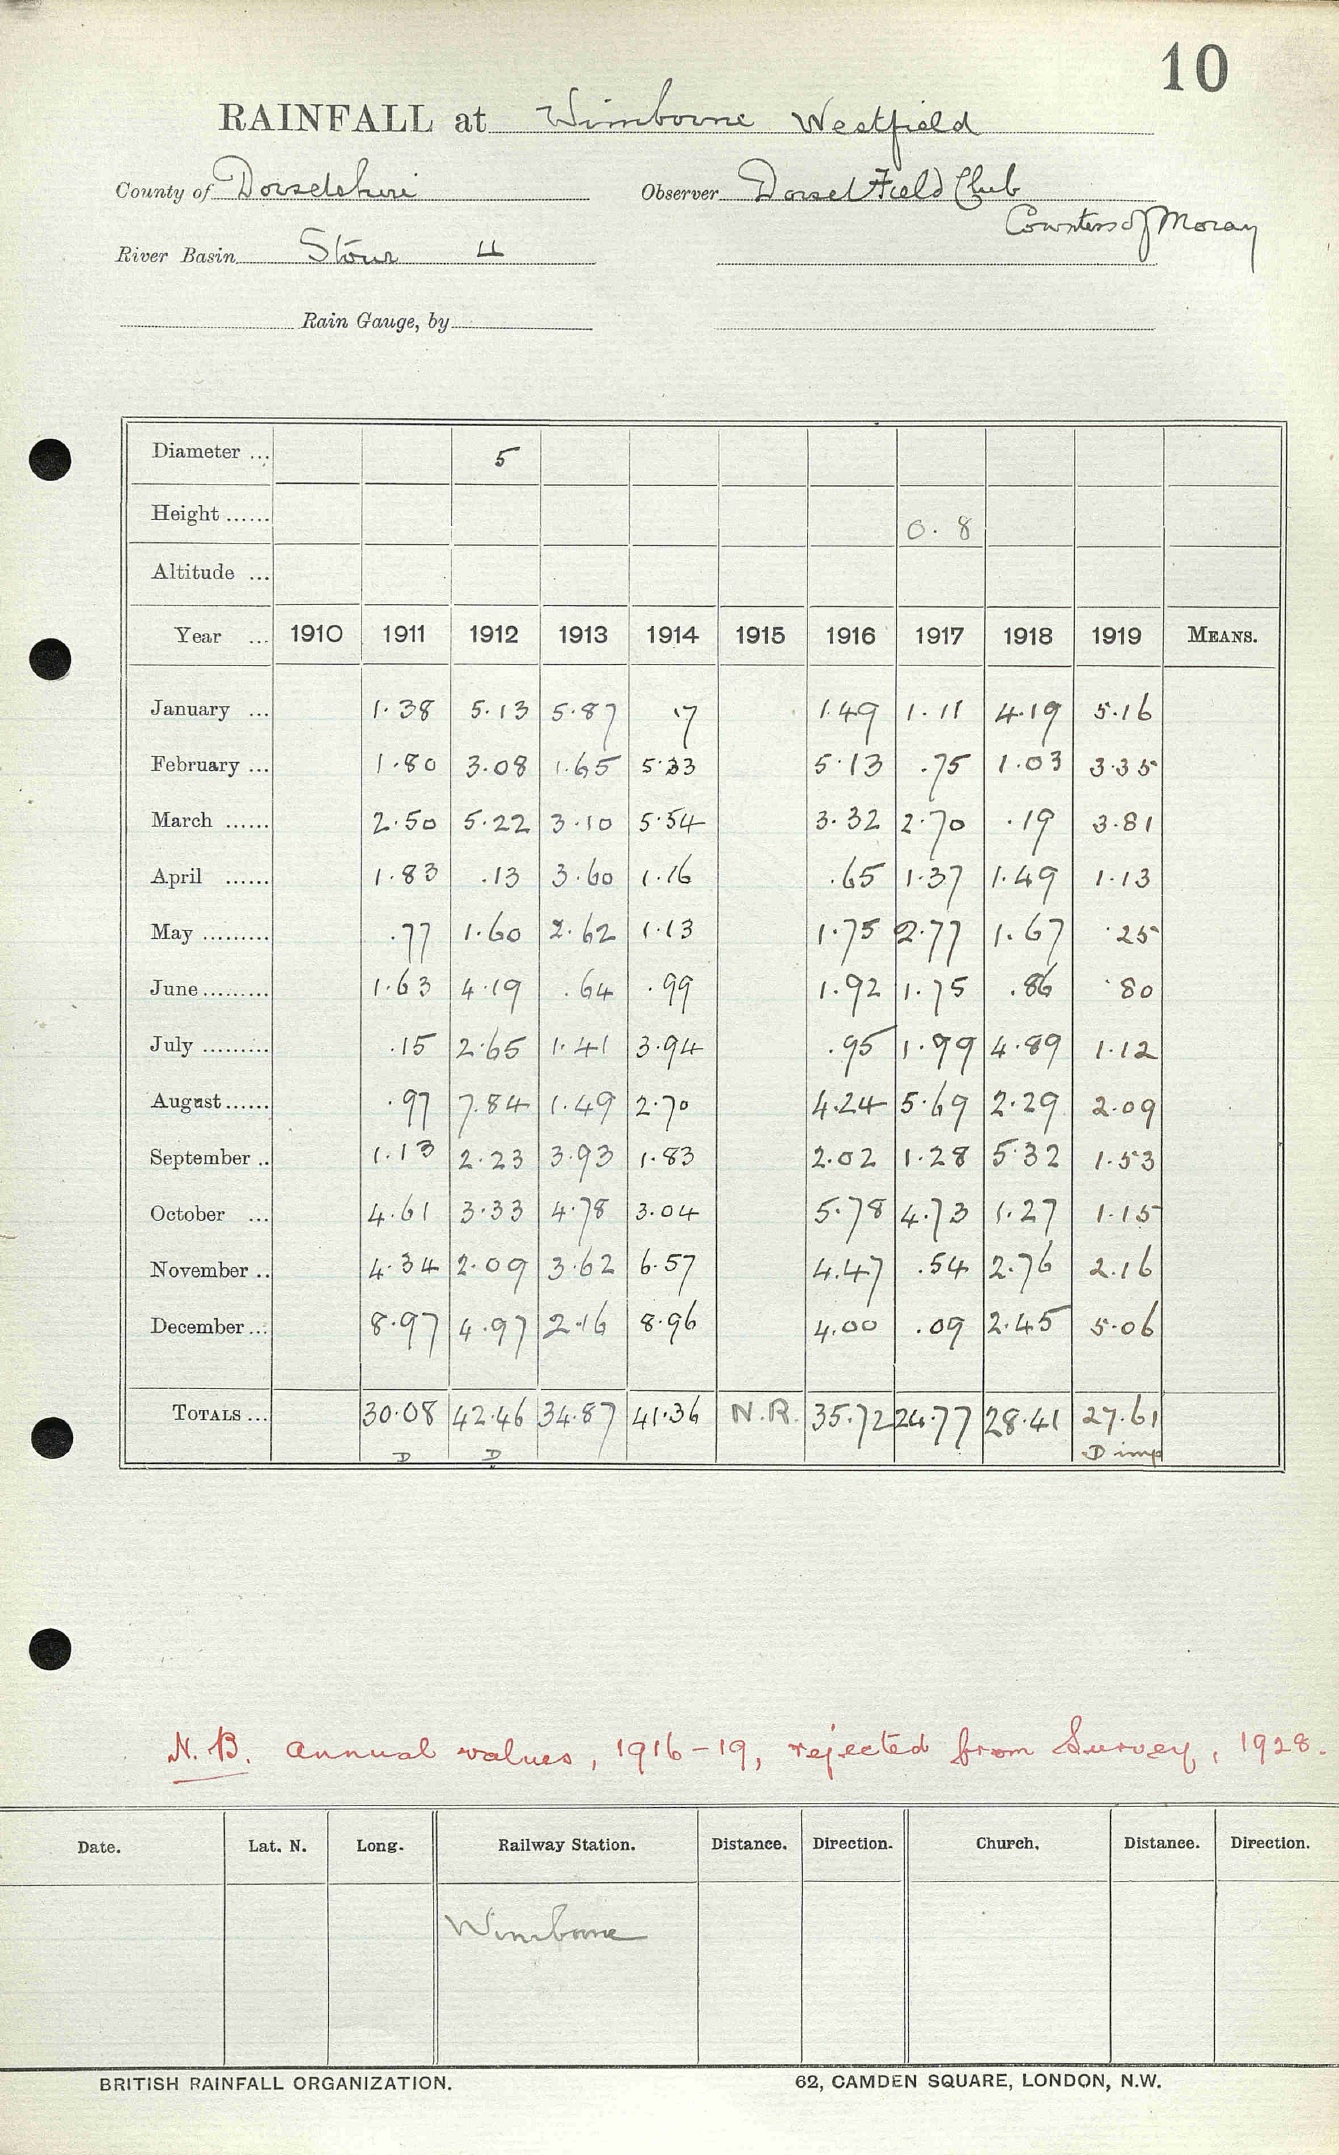 10
RAINFALL at Wimborne Westfield
County of Dorsetshire Observer Dorset Field Club
Countess of Moray
River Basin Stour 4
Rain Gauge, by
Diameter ... 5
Height ...... 0.8
Altitude ...
Year ... 1910 1911 1912 1913 1914 1915 1916 1917 1918 1919 MEANS.
January ... 1.38 5.13 5.87 .7 1.49 1.11 4.19 5.16
February ... 1.80 3.08 1.65 5.33 5.13 .75 1.03 3.35
March ...... 2.50 5.22 3.10 5.54 3.32 2.70 .19 3.81
April ...... 1.83 .13 3.60 1.16 .65 1.37 1.49 1.13
May ......... .77 1.60 2.62 1.13 1.75 2.77 1.67 .25
June......... 1.63 4.19 .64 .99 1.92 1.75 .86 .80
July ......... .15 2.65 1.41 3.94 .95 1.99 4.89 1.12
August...... .97 7.84 1.49 2.70 4.24 5.69 2.29 2.09
September .. 1.13 2.23 3.93 1.83 2.02 1.28 5.32 1.53
October ... 4.61 3.33 4.78 3.04 5.78 4.73 1.27 1.15
November .. 4.34 2.09 3.62 6.57 4.47 .54 2.76 2.16
December ... 8.97 4.97 2.16 8.96 4.00 .09 2.45 5.06
TOTALS ... 30.08 42.46 34.87 41.36 N.R. 35.72 24.77 28.41 27.61
D D D imp
N.B. Annual values, 1916-19, rejected from Survey, 1928.
Date. Lat. N. Long. Railway Station. Distance. Direction. Church. Distance. Direction.
Wimborne
BRITISH RAINFALL ORGANIZATION. 62, CAMDEN SQUARE, LONDON, N.W.